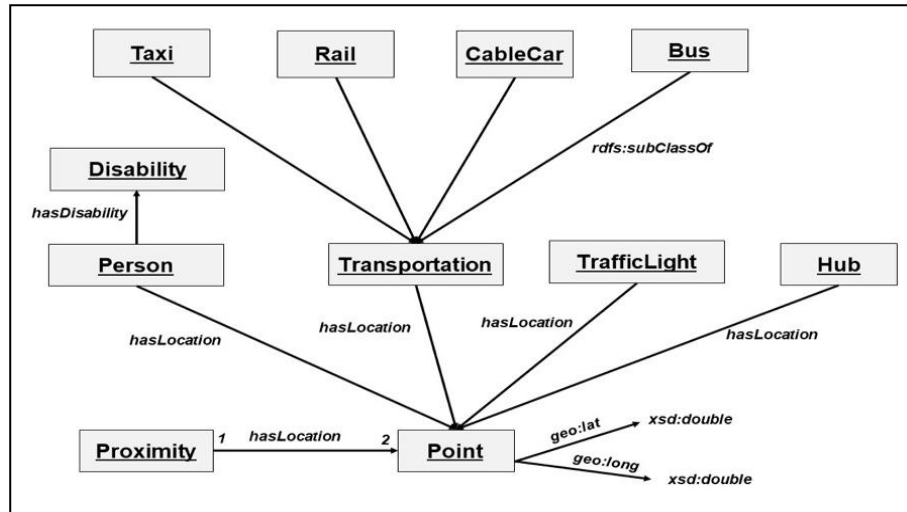 Taxi
Rail
CableCar
Bus
rdfs:subClassOf
Disability
hasDisability
Person
Transportation
TrafficLight
Hub
hasLocation
hasLocation
hasLocation
hasLocation
Proximity
1
hasLocation
2
Point
geo:lat
xsd:double
geo:long
xsd:double